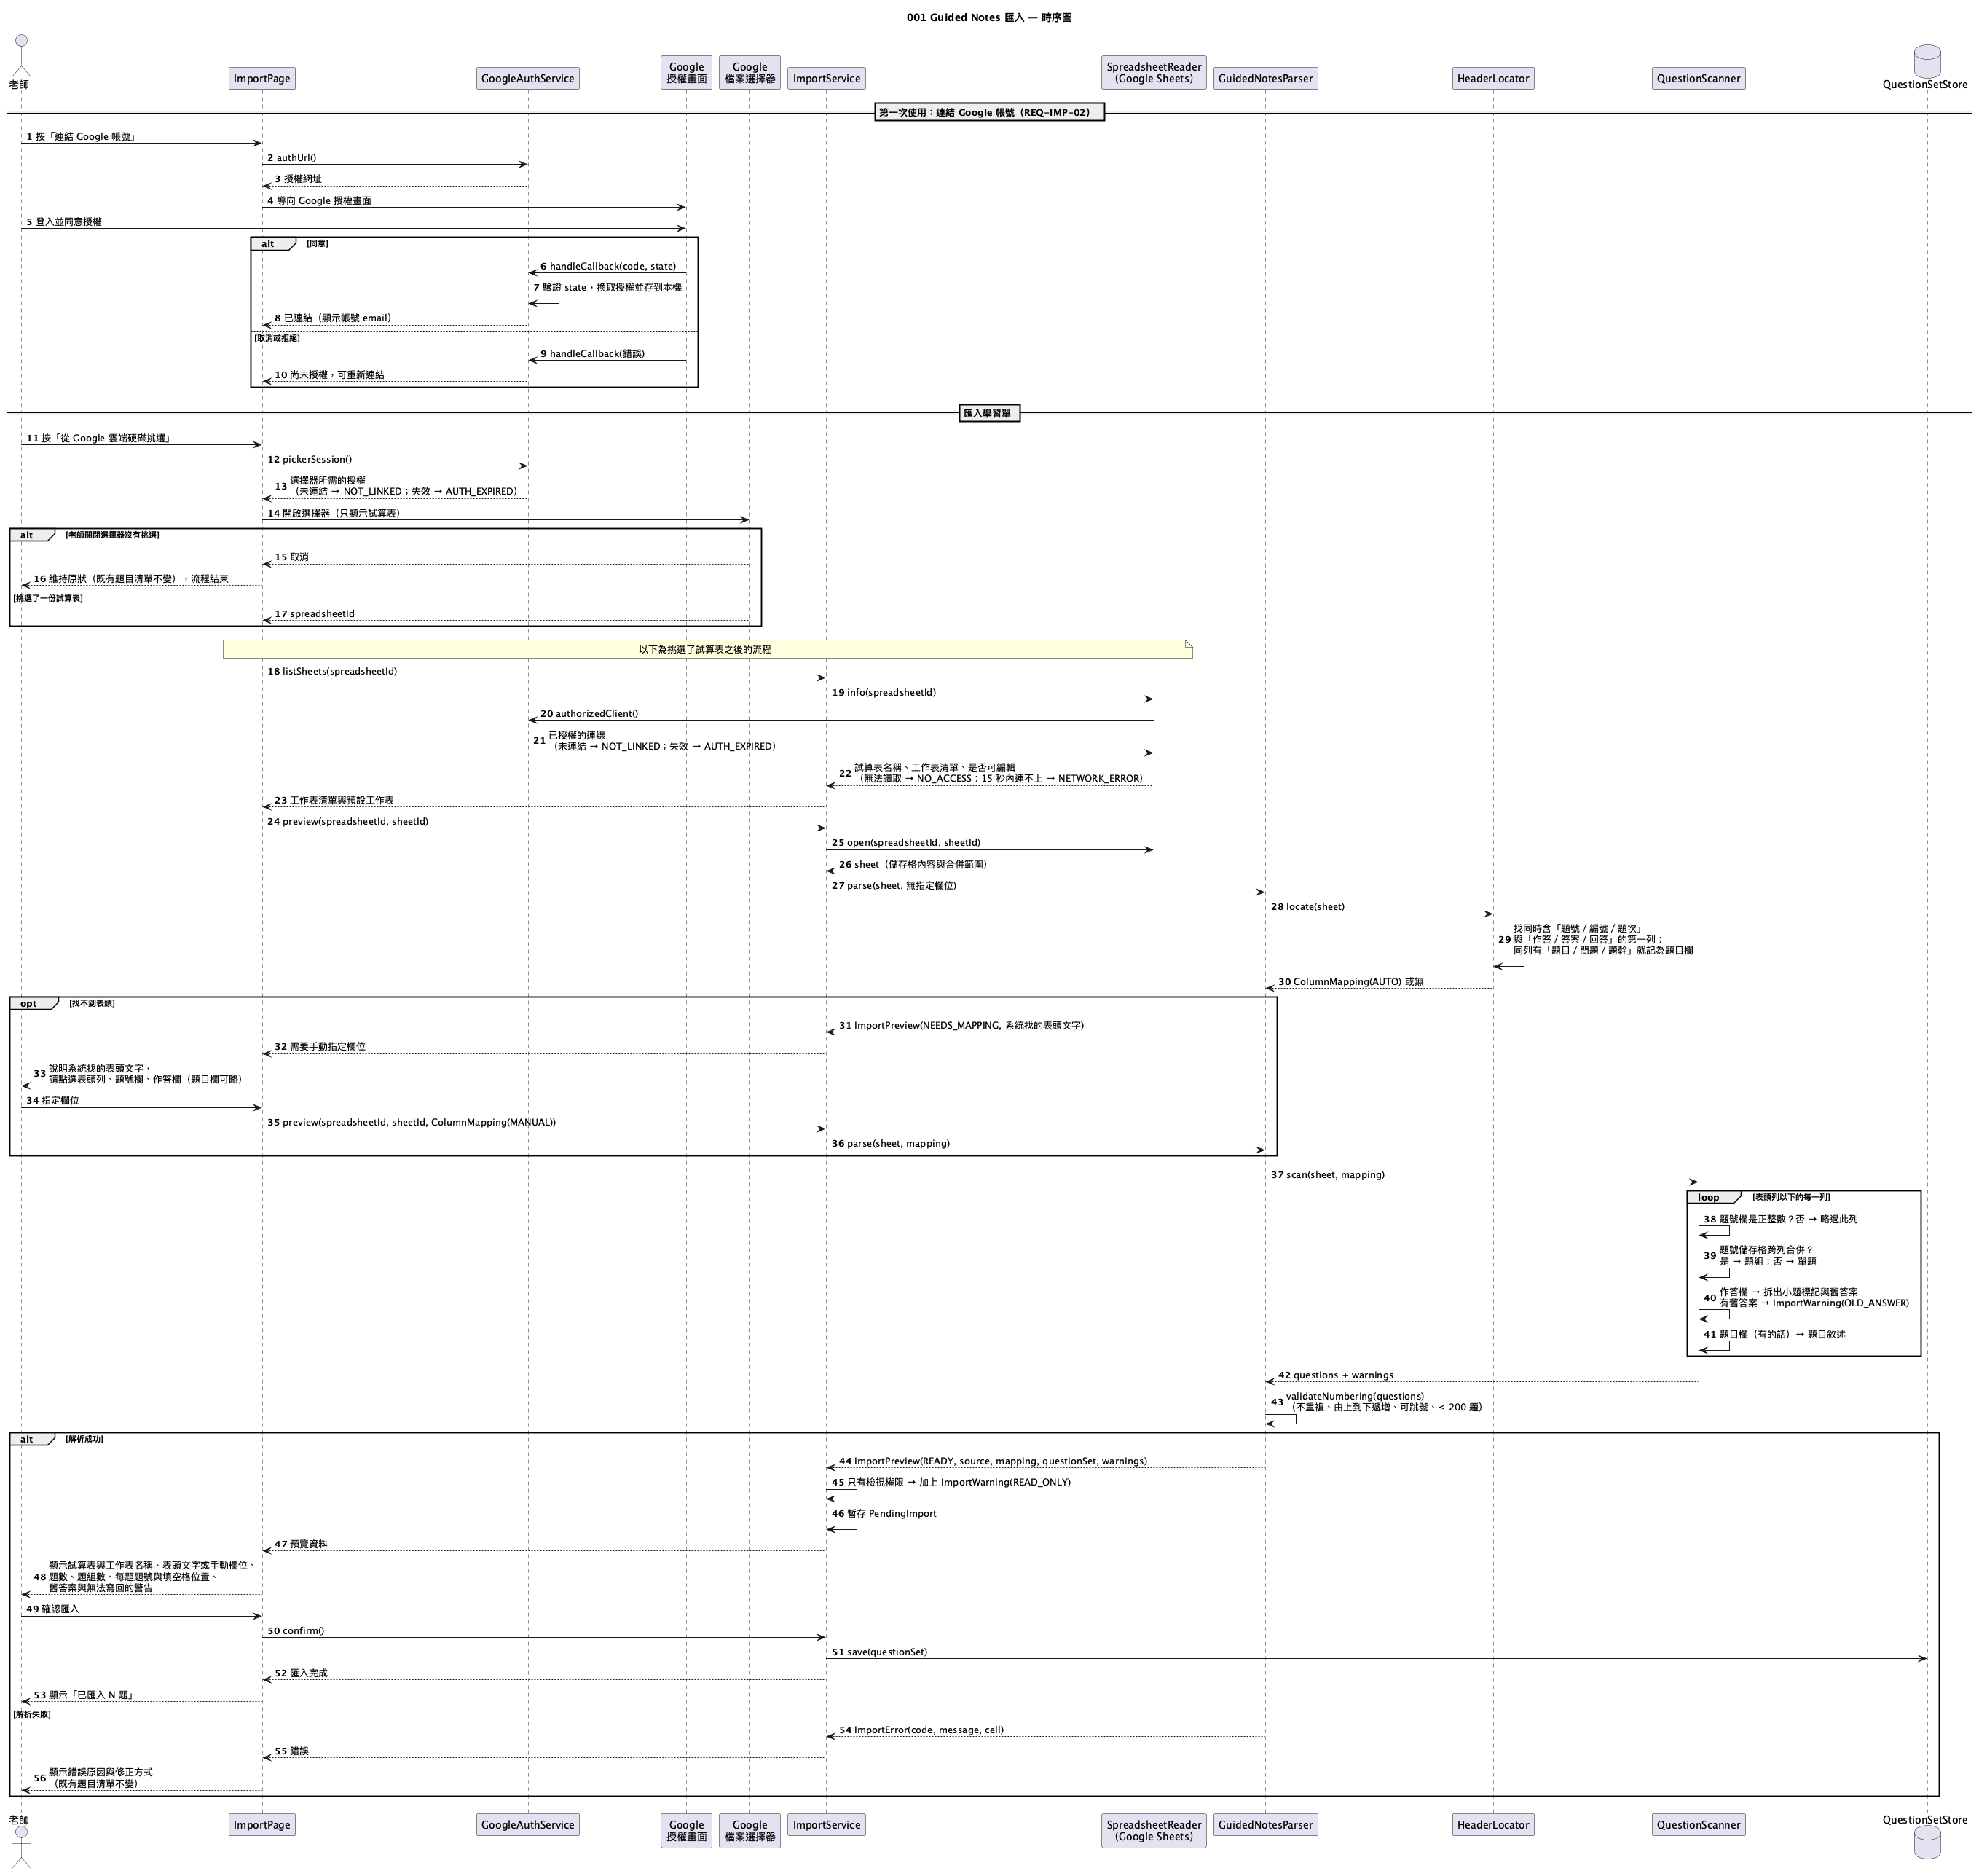 001 Guided Notes 匯入 — 時序圖
老師
ImportPage
GoogleAuthService
Google
授權畫面
Google
檔案選擇器
ImportService
SpreadsheetReader
(Google Sheets)
GuidedNotesParser
HeaderLocator
QuestionScanner
QuestionSetStore
第一次使用：連結 Google 帳號（REQ-IMP-02）
1 按「連結 Google 帳號」
2 authUrl()
3 授權網址
4 導向 Google 授權畫面
5 登入並同意授權
alt [同意]
6 handleCallback(code, state)
7 驗證 state，換取授權並存到本機
8 已連結（顯示帳號 email）
[取消或拒絕]
9 handleCallback(錯誤)
10 尚未授權，可重新連結
匯入學習單
11 按「從 Google 雲端硬碟挑選」
12 pickerSession()
13 選擇器所需的授權
（未連結 → NOT_LINKED；失效 → AUTH_EXPIRED）
14 開啟選擇器（只顯示試算表）
alt [老師關閉選擇器沒有挑選]
15 取消
16 維持原狀（既有題目清單不變），流程結束
[挑選了一份試算表]
17 spreadsheetId
以下為挑選了試算表之後的流程
18 listSheets(spreadsheetId)
19 info(spreadsheetId)
20 authorizedClient()
21 已授權的連線
（未連結 → NOT_LINKED；失效 → AUTH_EXPIRED）
22 試算表名稱、工作表清單、是否可編輯
（無法讀取 → NO_ACCESS；15 秒內連不上 → NETWORK_ERROR）
23 工作表清單與預設工作表
24 preview(spreadsheetId, sheetId)
25 open(spreadsheetId, sheetId)
26 sheet（儲存格內容與合併範圍）
27 parse(sheet, 無指定欄位)
28 locate(sheet)
29 找同時含「題號 / 編號 / 題次」
與「作答 / 答案 / 回答」的第一列；
同列有「題目 / 問題 / 題幹」就記為題目欄
30 ColumnMapping(AUTO) 或無
opt [找不到表頭]
31 ImportPreview(NEEDS_MAPPING, 系統找的表頭文字)
32 需要手動指定欄位
33 說明系統找的表頭文字，
請點選表頭列、題號欄、作答欄（題目欄可略）
34 指定欄位
35 preview(spreadsheetId, sheetId, ColumnMapping(MANUAL))
36 parse(sheet, mapping)
37 scan(sheet, mapping)
loop [表頭列以下的每一列]
38 題號欄是正整數？否 → 略過此列
39 題號儲存格跨列合併？
是 → 題組；否 → 單題
40 作答欄 → 拆出小題標記與舊答案
有舊答案 → ImportWarning(OLD_ANSWER)
41 題目欄（有的話）→ 題目敘述
42 questions + warnings
43 validateNumbering(questions)
（不重複、由上到下遞增、可跳號、≤ 200 題）
alt [解析成功]
44 ImportPreview(READY, source, mapping, questionSet, warnings)
45 只有檢視權限 → 加上 ImportWarning(READ_ONLY)
46 暫存 PendingImport
47 預覽資料
48 顯示試算表與工作表名稱、表頭文字或手動欄位、
題數、題組數、每題題號與填空格位置、
舊答案與無法寫回的警告
49 確認匯入
50 confirm()
51 save(questionSet)
52 匯入完成
53 顯示「已匯入 N 題」
[解析失敗]
54 ImportError(code, message, cell)
55 錯誤
56 顯示錯誤原因與修正方式
（既有題目清單不變）
老師
ImportPage
GoogleAuthService
Google
授權畫面
Google
檔案選擇器
ImportService
SpreadsheetReader
(Google Sheets)
GuidedNotesParser
HeaderLocator
QuestionScanner
QuestionSetStore